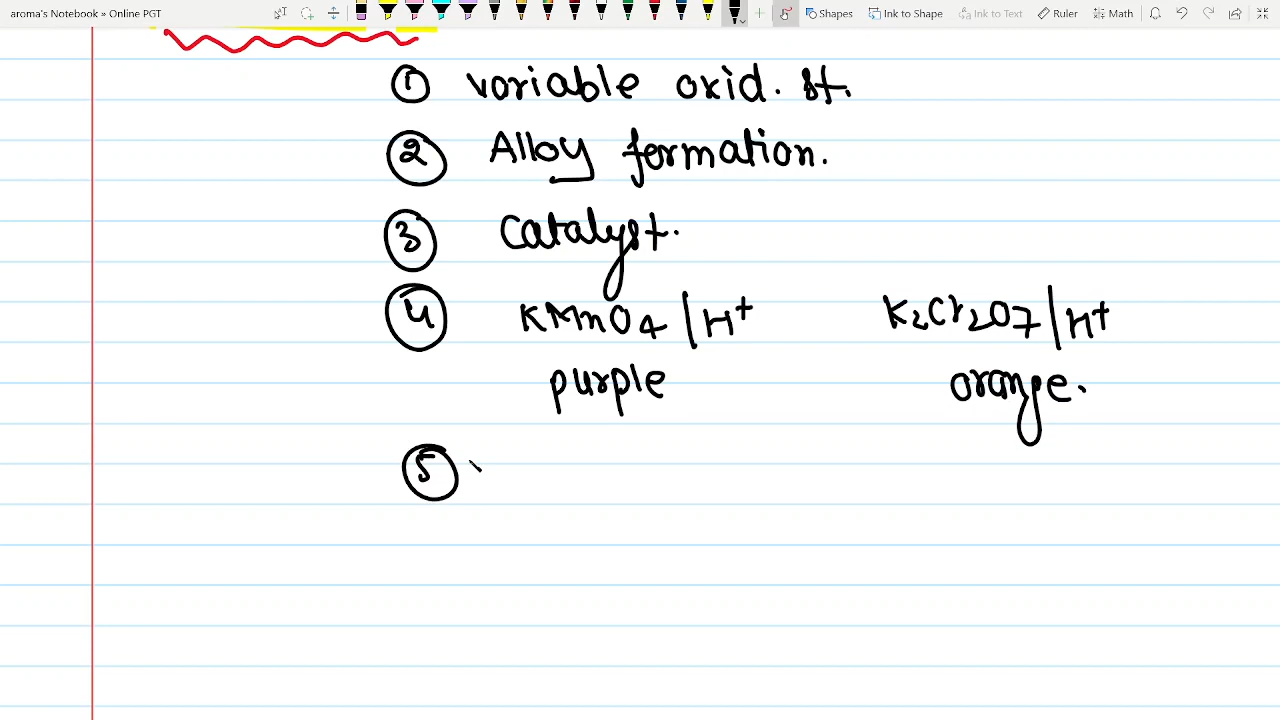 aroma's Notebook » Online PGT
Shapes Ink to Shape Ink to Text Ruler Math
① variable oxid. st.
② Alloy formation.
③ Catalyst.
④ KMnO4 / H+ K2Cr2O7 / H+
purple orange.
⑤